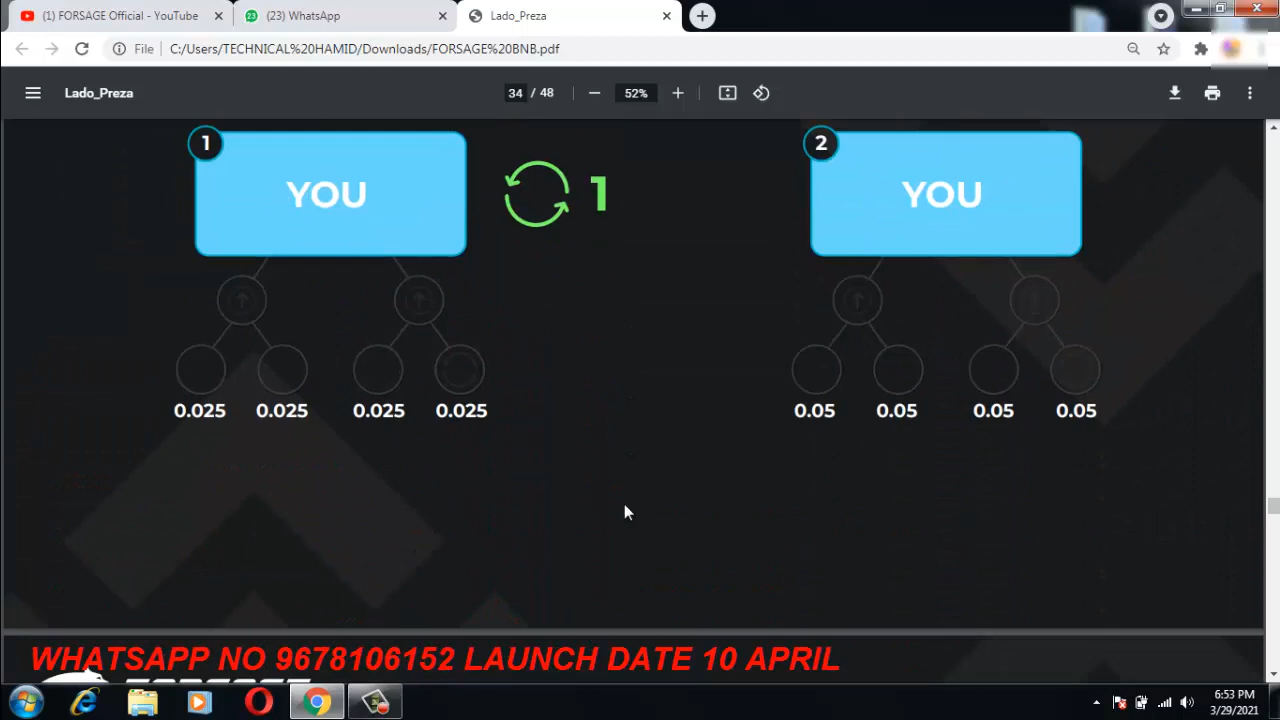 (1) FORSAGE Official - YouTube
(23) WhatsApp
Lado_Preza
File C:/Users/TECHNICAL%20HAMID/Downloads/FORSAGE%20BNB.pdf
Lado_Preza 34 / 48 52%
1 2
YOU 1 YOU
0.025 0.025 0.025 0.025 0.05 0.05 0.05 0.05
WHATSAPP NO 9678106152 LAUNCH DATE 10 APRIL
6:53 PM
3/29/2021